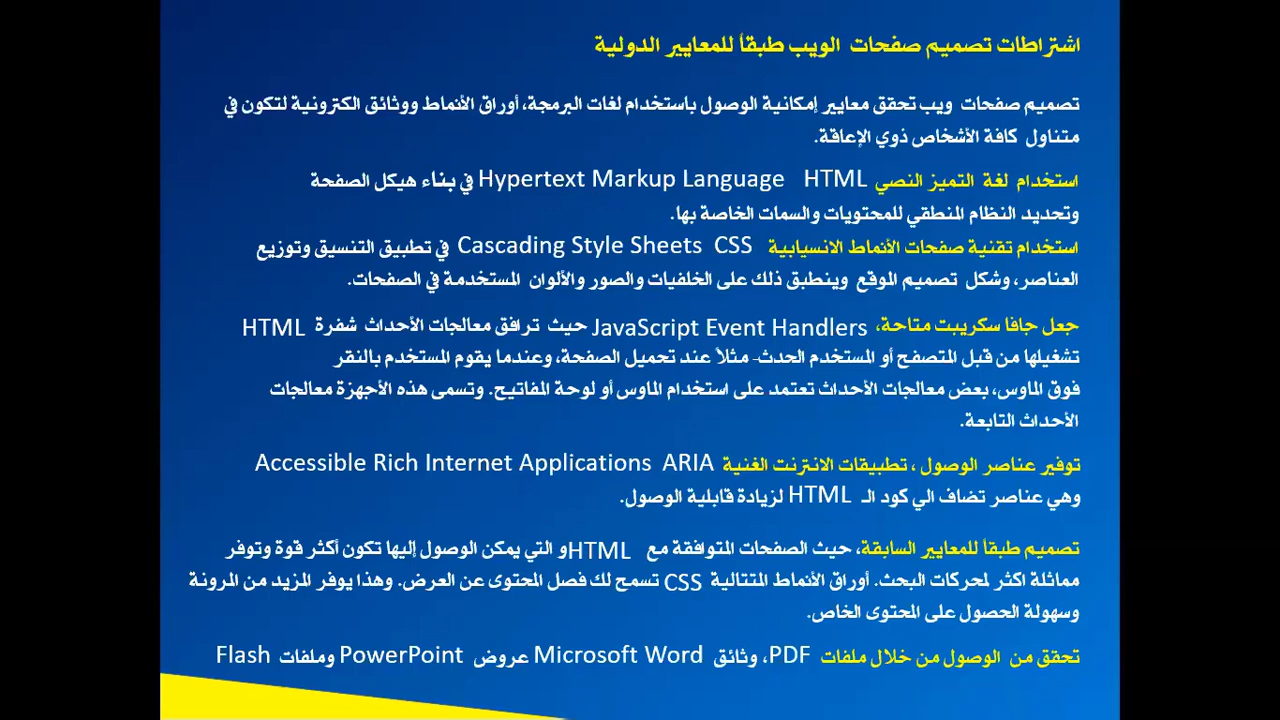 اشتراطات تصميم صفحات الويب طبقاً للمعايير الدولية
تصميم صفحات ويب تحقق معايير إمكانية الوصول باستخدام لغات البرمجة، أوراق الأنماط ووثائق الكترونية لتكون في
متناول كافة الأشخاص ذوي الإعاقة.
استخدام لغة التميز النصي Hypertext Markup Language HTML في بناء هيكل الصفحة
وتحديد النظام المنطقي للمحتويات والسمات الخاصة بها.
استخدام تقنية صفحات الأنماط الانسيابية Cascading Style Sheets CSS في تطبيق التنسيق وتوزيع
العناصر، وشكل تصميم الموقع وينطبق ذلك على الخلفيات والصور والألوان المستخدمة في الصفحات.
جعل جافا سكريبت متاحة، JavaScript Event Handlers حيث ترافق معالجات الأحداث شفرة HTML
تشغيلها من قبل المتصفح أو المستخدم الحدث- مثلاً عند تحميل الصفحة، وعندما يقوم المستخدم بالنقر
فوق الماوس، بعض معالجات الأحداث تعتمد على استخدام الماوس أو لوحة المفاتيح. وتسمى هذه الأجهزة معالجات
الأحداث التابعة.
توفير عناصر الوصول ، تطبيقات الانترنت الغنية Accessible Rich Internet Applications ARIA
وهي عناصر تضاف الي كود الـ HTML لزيادة قابلية الوصول.
تصميم طبقاً للمعايير السابقة، حيث الصفحات المتوافقة مع HTML و التي يمكن الوصول إليها تكون أكثر قوة وتوفر
مماثلة اكثر لمحركات البحث. أوراق الأنماط المتتالية CSS تسمح لك فصل المحتوى عن العرض. وهذا يوفر المزيد من المرونة
وسهولة الحصول على المحتوى الخاص.
تحقق من الوصول من خلال ملفات PDF، وثائق Microsoft Word عروض PowerPoint وملفات Flash